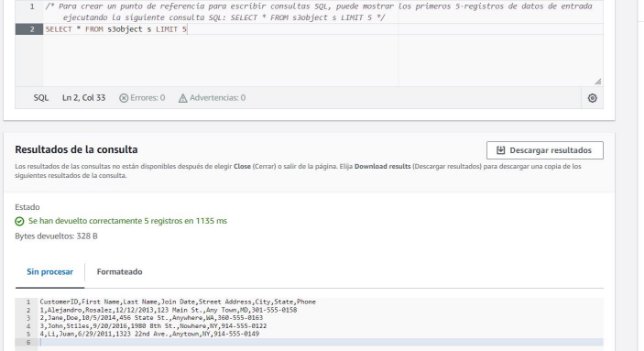 1 /* Para crear un punto de referencia para escribir consultas SQL, puede mostrar los primeros 5 registros de datos de entrada
ejecutando la siguiente consulta SQL: SELECT * FROM s3object s LIMIT 5 */
2 SELECT * FROM s3object s LIMIT 5
SQL Ln 2, Col 33 Errores: 0 Advertencias: 0
Resultados de la consulta
Descargar resultados
Los resultados de las consultas no están disponibles después de elegir Close (Cerrar) o salir de la página. Elija Download results (Descargar resultados) para descargar una copia de los
siguientes resultados de la consulta.
Estado
Se han devuelto correctamente 5 registros en 1135 ms
Bytes devueltos: 328 B
Sin procesar Formateado
1 CustomerID,First Name,Last Name,Join Date,Street Address,City,State,Phone
2 1,Alejandro,Rosalez,12/12/2013,123 Main St.,Any Town,MD,301-555-0158
3 2,Jane,Doe,10/5/2014,456 State St.,Anywhere,WA,360-555-0163
4 3,John,Stiles,9/20/2016,1980 8th St.,Nowhere,NY,914-555-0122
5 4,Li,Juan,6/29/2011,1323 22nd Ave.,Anytown,NY,914-555-0149
6